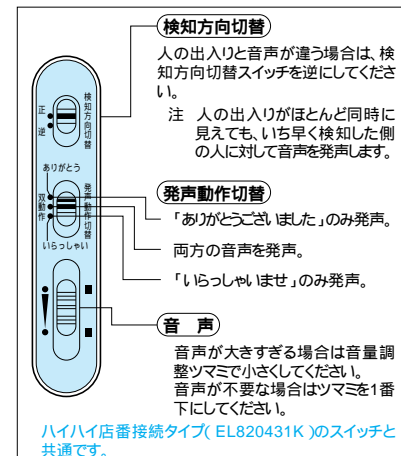 検知方向切替
人の出入りと音声が違う場合は、検
知方向切替スイッチを逆にしてくださ
い。
注 人の出入りがほとんど同時に
見えても、いち早く検知した側
の人に対して音声を発声します。
正
逆
検知方向切替
ありがとう
双動作
発声動作切替
いらっしゃい
発声動作切替
「ありがとうございました」のみ発声。
両方の音声を発声。
「いらっしゃいませ」のみ発声。
音 声
音声が大きすぎる場合は音量調
整ツマミで小さくしてください。
音声が不要な場合はツマミを1番
下にしてください。
ハイハイ店番接続タイプ(EL820431K)のスイッチと
共通です。